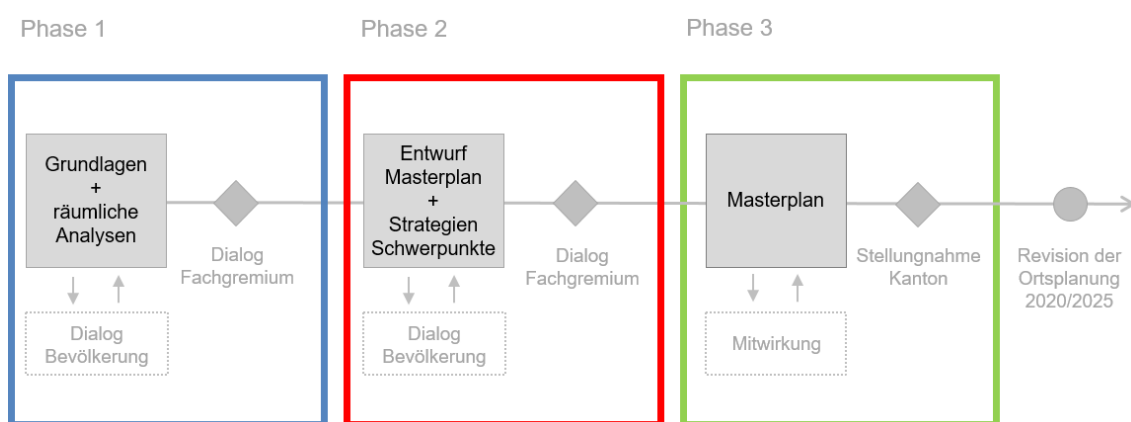 Phase 1
Phase 2
Phase 3
Grundlagen
+
räumliche
Analysen
Dialog
Fachgremium
Dialog
Bevölkerung
Entwurf
Masterplan
+
Strategien
Schwerpunkte
Dialog
Fachgremium
Dialog
Bevölkerung
Masterplan
Stellungnahme
Kanton
Mitwirkung
Revision der
Ortsplanung
2020/2025